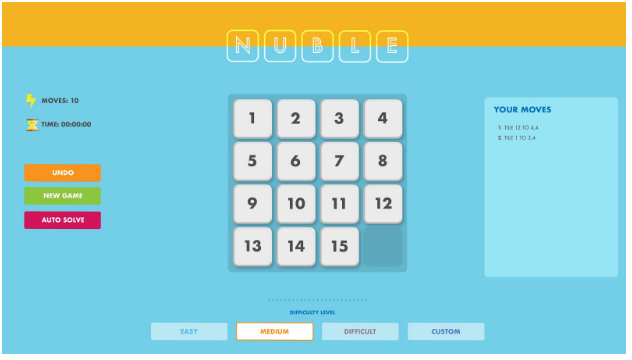 NUBLE
MOVES: 10
TIME: 00:00:00
UNDO
NEW GAME
AUTO SOLVE
1 2 3 4
5 6 7 8
9 10 11 12
13 14 15
YOUR MOVES
1. TILE 12 TO 4,4
2. TILE 1 TO 3,4
DIFFICULTY LEVEL
EASY MEDIUM DIFFICULT CUSTOM